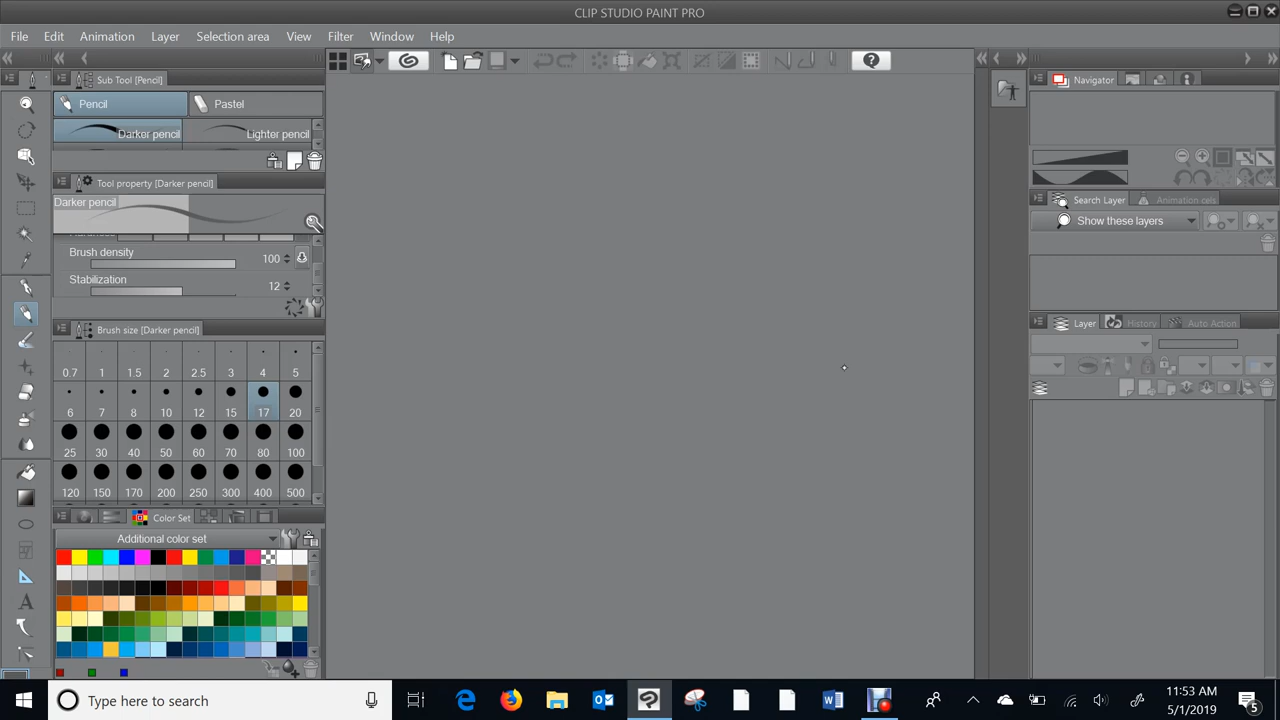 CLIP STUDIO PAINT PRO
File Edit Animation Layer Selection area View Filter Window Help
Sub Tool [Pencil]
Pencil Pastel
Darker pencil Lighter pencil
Tool property [Darker pencil]
Darker pencil
Brush density 100
Stabilization 12
Brush size [Darker pencil]
0.7 1 1.5 2 2.5 3 4 5
6 7 8 10 12 15 17 20
25 30 40 50 60 70 80 100
120 150 170 200 250 300 400 500
Color Set
Additional color set
Navigator
Search Layer Animation cels
Show these layers
Layer History Auto Action
Type here to search
11:53 AM
5/1/2019
5